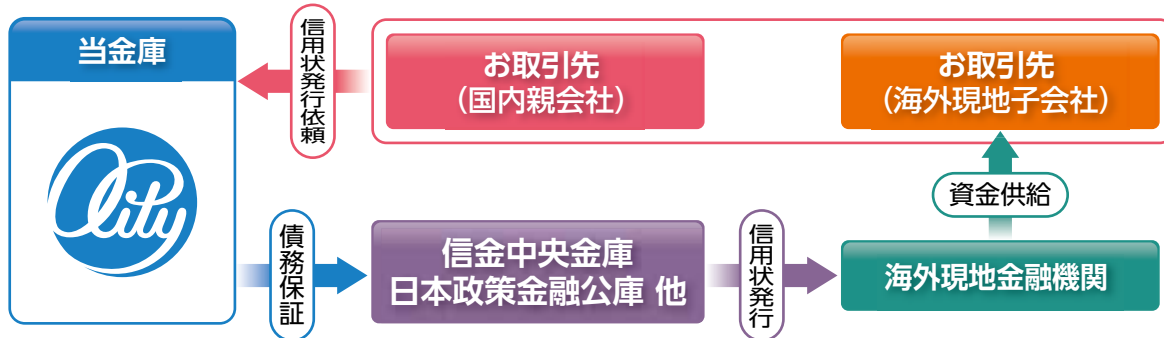 当金庫
信用状発行依頼
お取引先
（国内親会社）
お取引先
（海外現地子会社）
資金供給
債務保証
信金中央金庫
日本政策金融公庫 他
信用状発行
海外現地金融機関